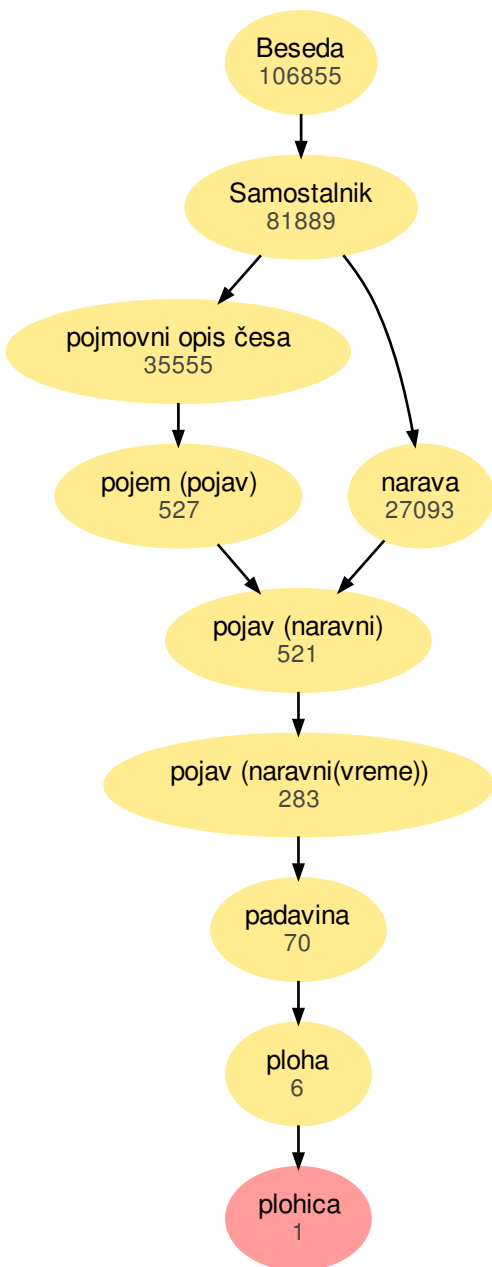 Beseda
106855
Samostalnik
81889
pojmovni opis česa
35555
pojem (pojav)
527
narava
27093
pojav (naravni)
521
pojav (naravni(vreme))
283
padavina
70
ploha
6
plohica
1